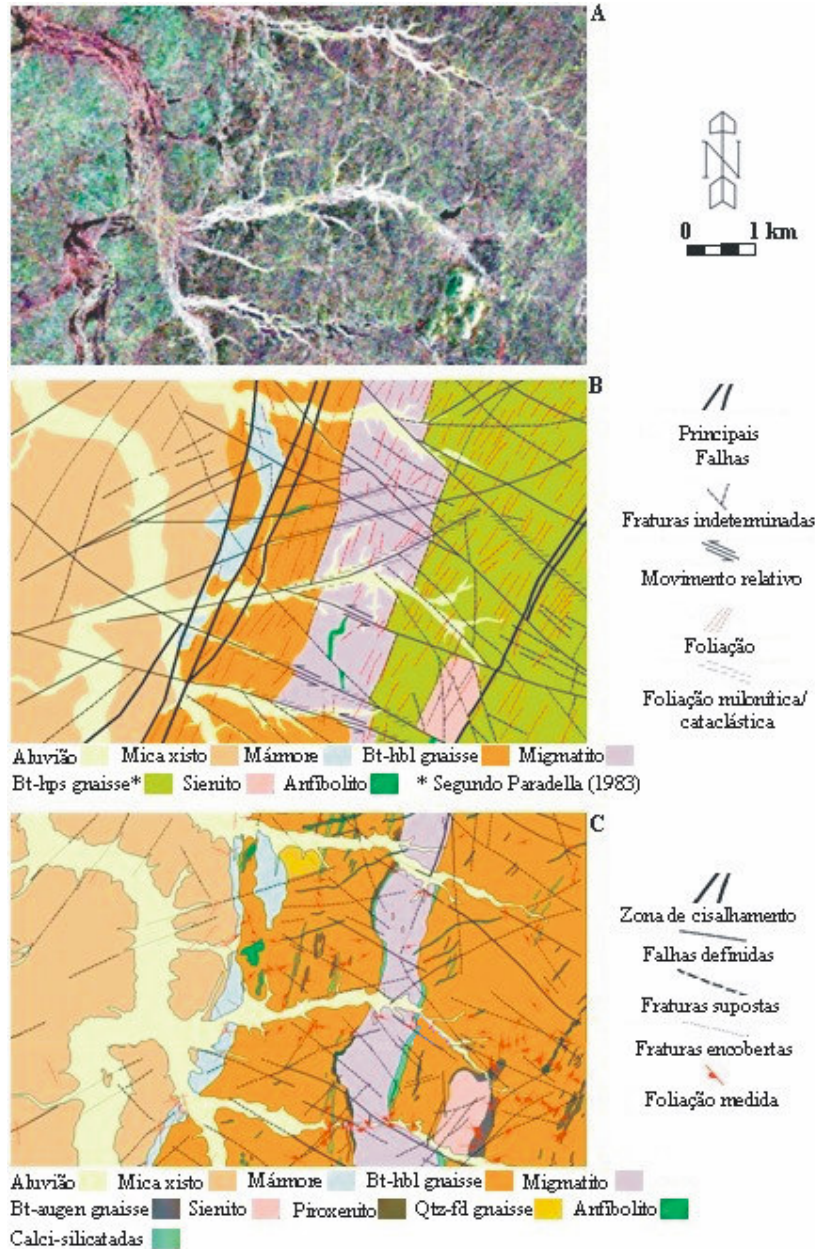 A
N
0 1 km
B
Principais
Falhas
Fraturas indeterminadas
Movimento relativo
Foliação
Foliação milonítica/
cataclástica
Aluvião Mica xisto Mármore Bt-hbl gnaisse Migmatito
Bt-hps gnaisse* Sienito Anfibolito * Segundo Paradella (1983)
C
Zona de cisalhamento
Falhas definidas
Fraturas supostas
Fraturas encobertas
Foliação medida
Aluvião Mica xisto Mármore Bt-hbl gnaisse Migmatito
Bt-augen gnaisse Sienito Piroxenito Qtz-fd gnaisse Anfibolito
Calci-silicatadas